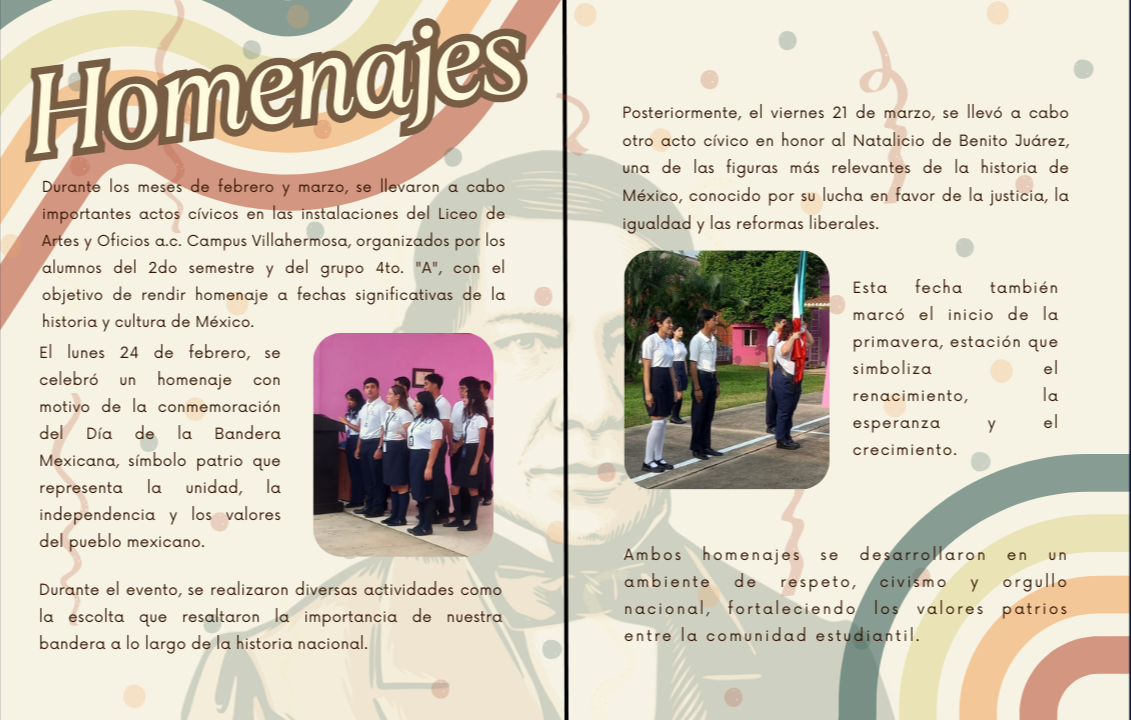 Homenajes
Durante los meses de febrero y marzo, se llevaron a cabo
importantes actos cívicos en las instalaciones del Liceo de
Artes y Oficios a.c. Campus Villahermosa, organizados por los
alumnos del 2do semestre y del grupo 4to. "A", con el
objetivo de rendir homenaje a fechas significativas de la
historia y cultura de México.
El lunes 24 de febrero, se
celebró un homenaje con
motivo de la conmemoración
del Día de la Bandera
Mexicana, símbolo patrio que
representa la unidad, la
independencia y los valores
del pueblo mexicano.
Durante el evento, se realizaron diversas actividades como
la escolta que resaltaron la importancia de nuestra
bandera a lo largo de la historia nacional.
Posteriormente, el viernes 21 de marzo, se llevó a cabo
otro acto cívico en honor al Natalicio de Benito Juárez,
una de las figuras más relevantes de la historia de
México, conocido por su lucha en favor de la justicia, la
igualdad y las reformas liberales.
Esta fecha también
marcó el inicio de la
primavera, estación que
simboliza el
renacimiento, la
esperanza y el
crecimiento.
Ambos homenajes se desarrollaron en un
ambiente de respeto, civismo y orgullo
nacional, fortaleciendo los valores patrios
entre la comunidad estudiantil.